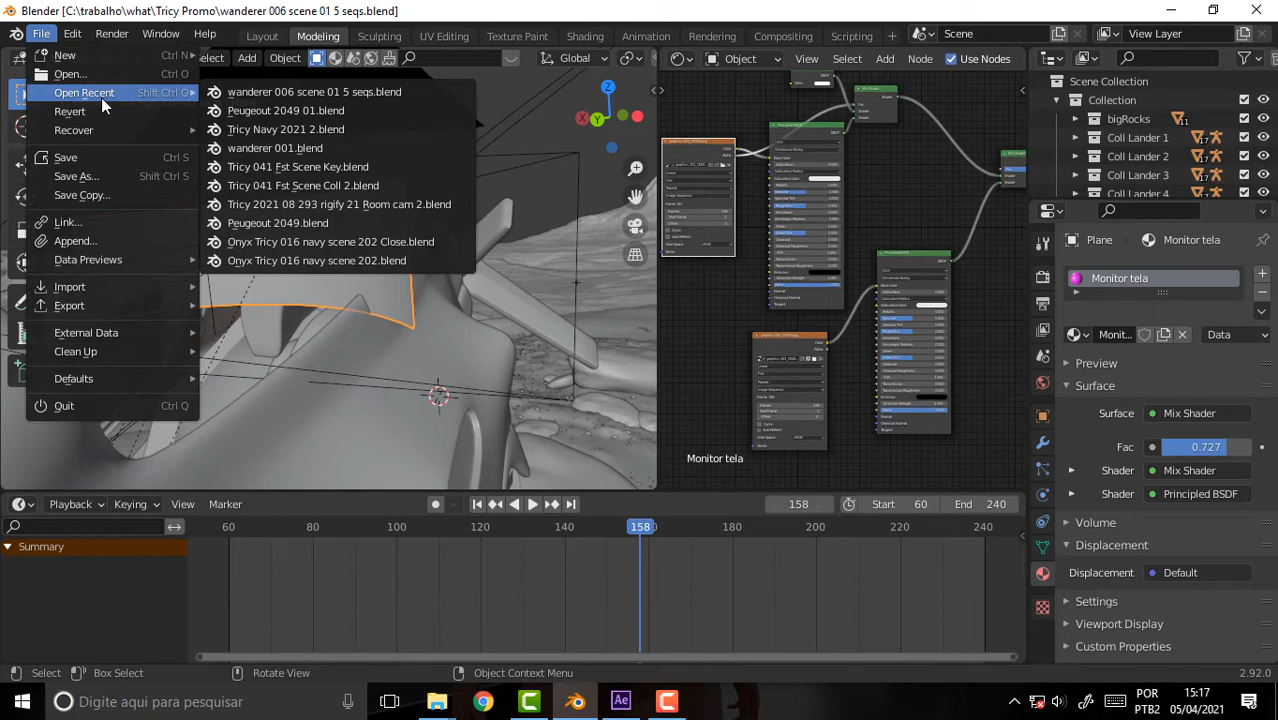 Blender [C:\trabalho\what\Tricy Promo\wanderer 006 scene 01 5 seqs.blend]
File Edit Render Window Help Layout Modeling Sculpting UV Editing Texture Paint Shading Animation Rendering Compositing Scene View Layer
Select Add Object Global View Select Add Node Use Nodes
New Ctrl N
Open... Ctrl O
Open Recent Shift Ctrl O
Revert
Recover
Save Ctrl S
Save As... Shift Ctrl S
Save Copy...
Link...
Append...
Data Previews
Import
Export
External Data
Clean Up
Defaults
Quit Ctrl Q
wanderer 006 scene 01 5 seqs.blend
Peugeout 2049 01.blend
Tricy Navy 2021 2.blend
wanderer 001.blend
Tricy 041 Fst Scene Key.blend
Tricy 041 Fst Scene Coll 2.blend
Tricy 2021 08 293 rigify 2 Room cam 2.blend
Peugeout 2049.blend
Onyx Tricy 016 navy scene 202 Close.blend
Onyx Tricy 016 navy scene 202.blend
X Y Z
Mix Shader
Monitor tela
Scene Collection
Collection
bigRocks 11
Coll Lander 1
Coll Lander 2
Coll Lander 3
Coll Lander 4
Plane Monitor tela
Monitor tela
Monit... Data
Preview
Surface
Surface Mix Shader
Fac 0.727
Shader Mix Shader
Shader Principled BSDF
Volume
Displacement
Displacement Default
Settings
Viewport Display
Custom Properties
Playback Keying View Marker 158 Start 60 End 240
60 80 100 120 140 158 180 200 220 240
Summary
Select Box Select Rotate View Object Context Menu 2.92.0
Digite aqui para pesquisar Ae POR PTB2 15:17 05/04/2021